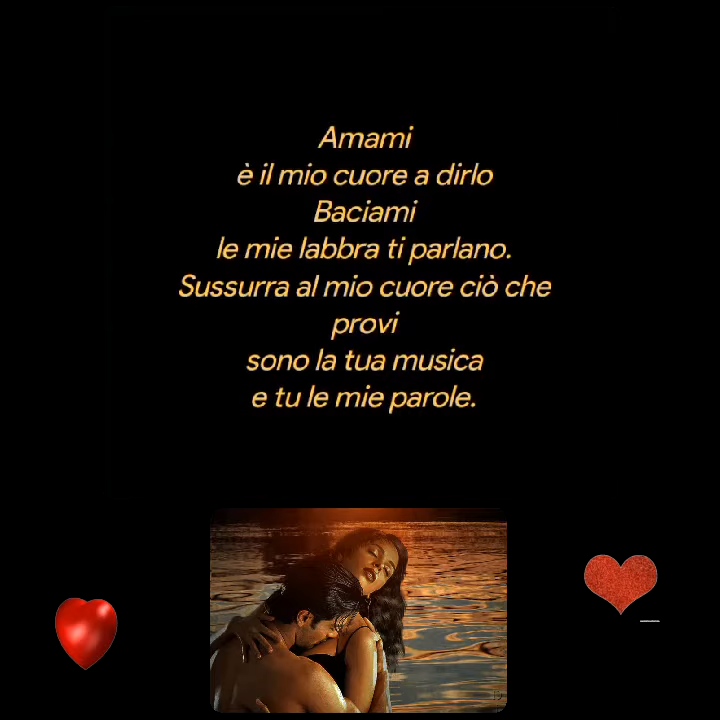 Amami
è il mio cuore a dirlo
Baciami
le mie labbra ti parlano.
Sussurra al mio cuore ciò che
provi
sono la tua musica
e tu le mie parole.